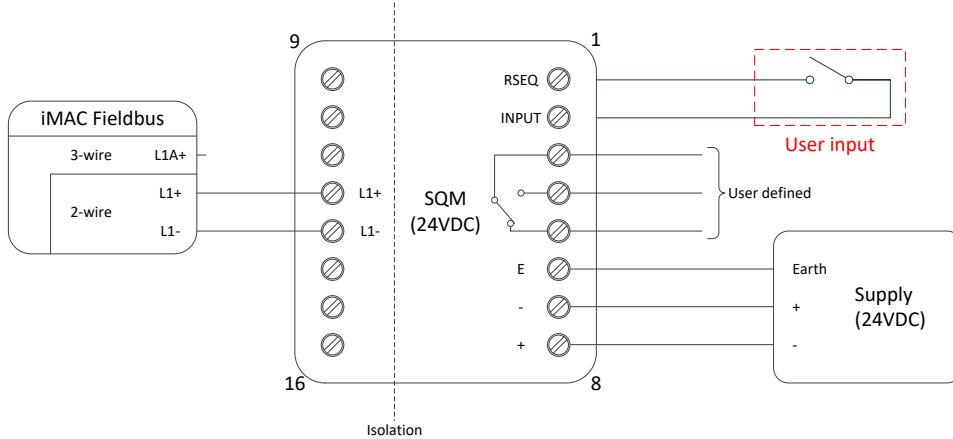 9
1
RSEQ
INPUT
User input
iMAC Fieldbus
3-wire
L1A+
L1+
2-wire
L1-
L1+
L1-
SQM
(24VDC)
User defined
E
-
+
Earth
+
-
Supply
(24VDC)
16
8
Isolation